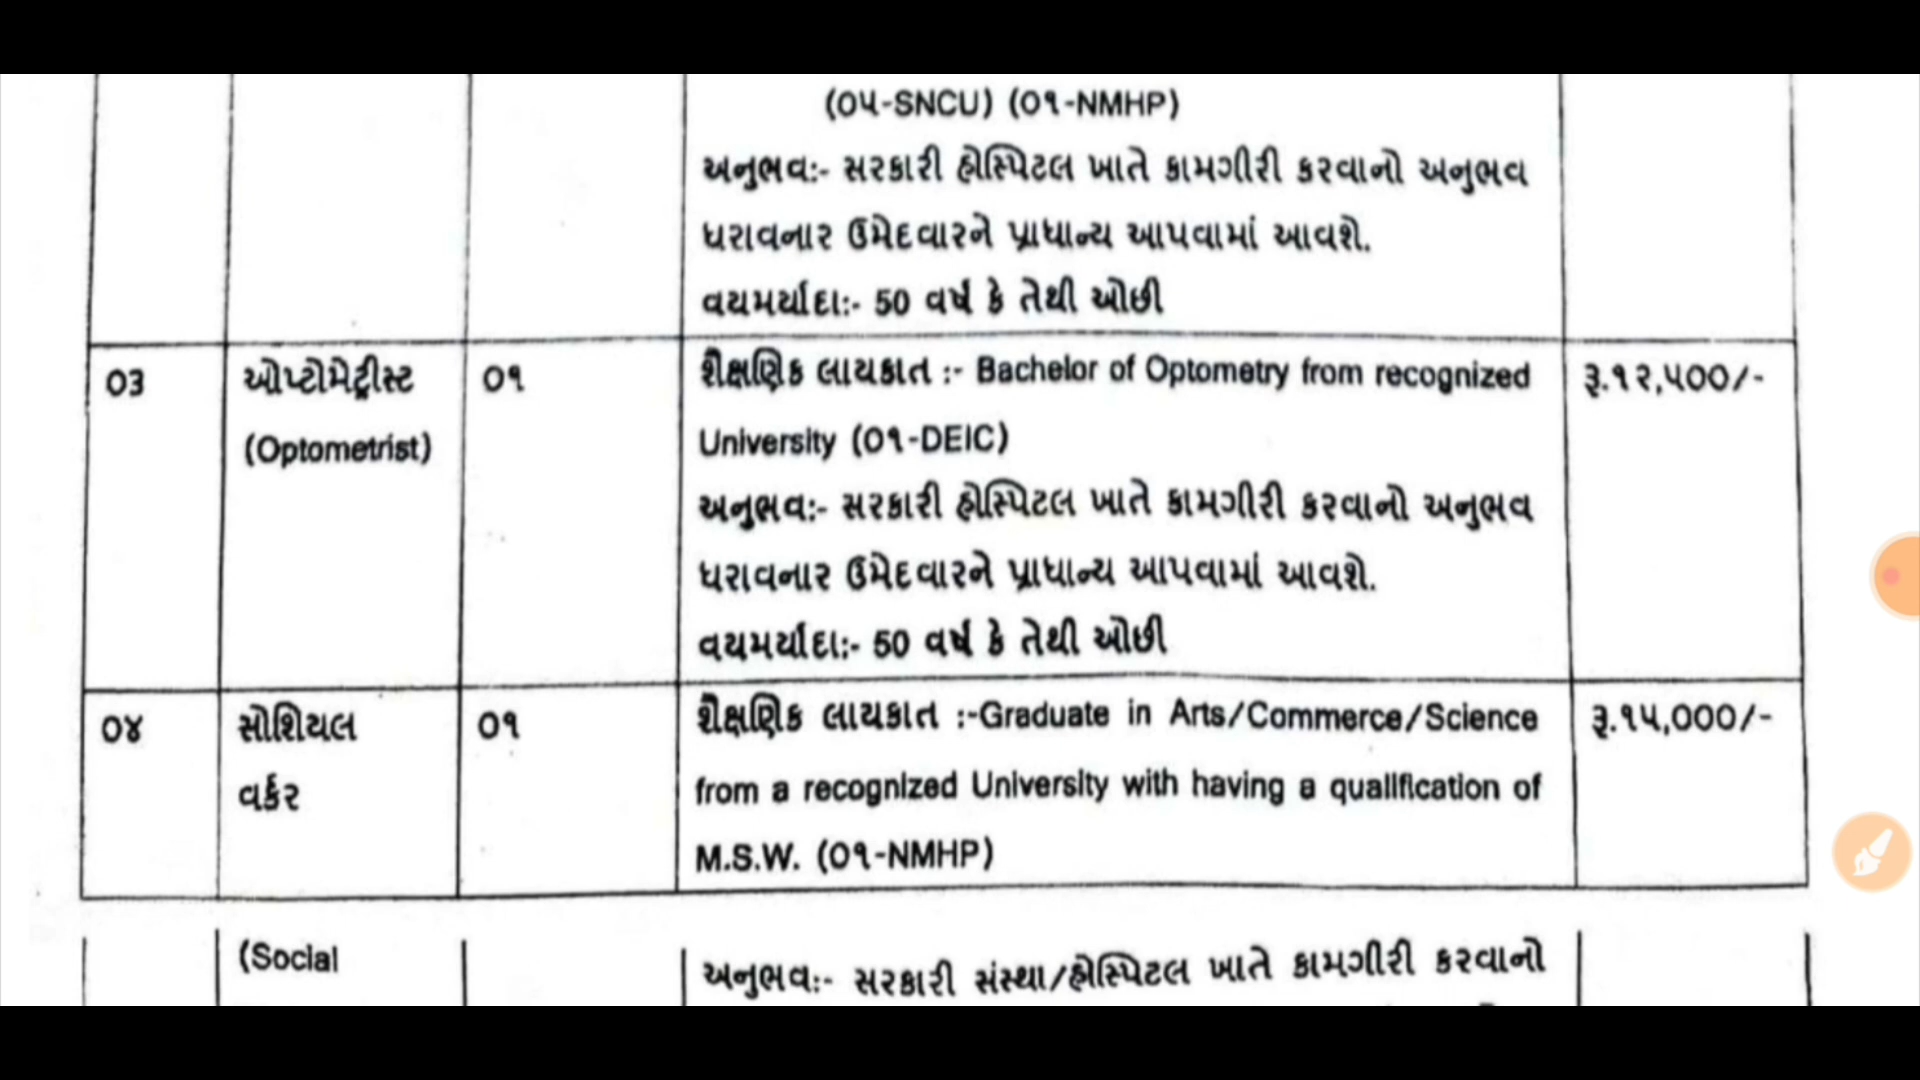 (૦૫-SNCU) (૦૧-NMHP)
અનુભવ:- સરકારી હોસ્પિટલ ખાતે કામગીરી કરવાનો અનુભવ
ધરાવનાર ઉમેદવારને પ્રાધાન્ય આપવામાં આવશે.
વયમર્યાદા:- 50 વર્ષ કે તેથી ઓછી
૦૩
ઓપ્ટોમેટ્રીસ્ટ
(Optometrist)
૦૧
શૈક્ષણિક લાયકાત :- Bachelor of Optometry from recognized
University (૦૧-DEIC)
અનુભવ:- સરકારી હોસ્પિટલ ખાતે કામગીરી કરવાનો અનુભવ
ધરાવનાર ઉમેદવારને પ્રાધાન્ય આપવામાં આવશે.
વયમર્યાદા:- 50 વર્ષ કે તેથી ઓછી
રૂ.૧૨,૫૦૦/-
૦૪
સોશિયલ
વર્કર
૦૧
શૈક્ષણિક લાયકાત :-Graduate in Arts/Commerce/Science
from a recognized University with having a qualification of
M.S.W. (૦૧-NMHP)
રૂ.૧૫,૦૦૦/-
(Social
અનુભવ:- સરકારી સંસ્થા/હોસ્પિટલ ખાતે કામગીરી કરવાનો